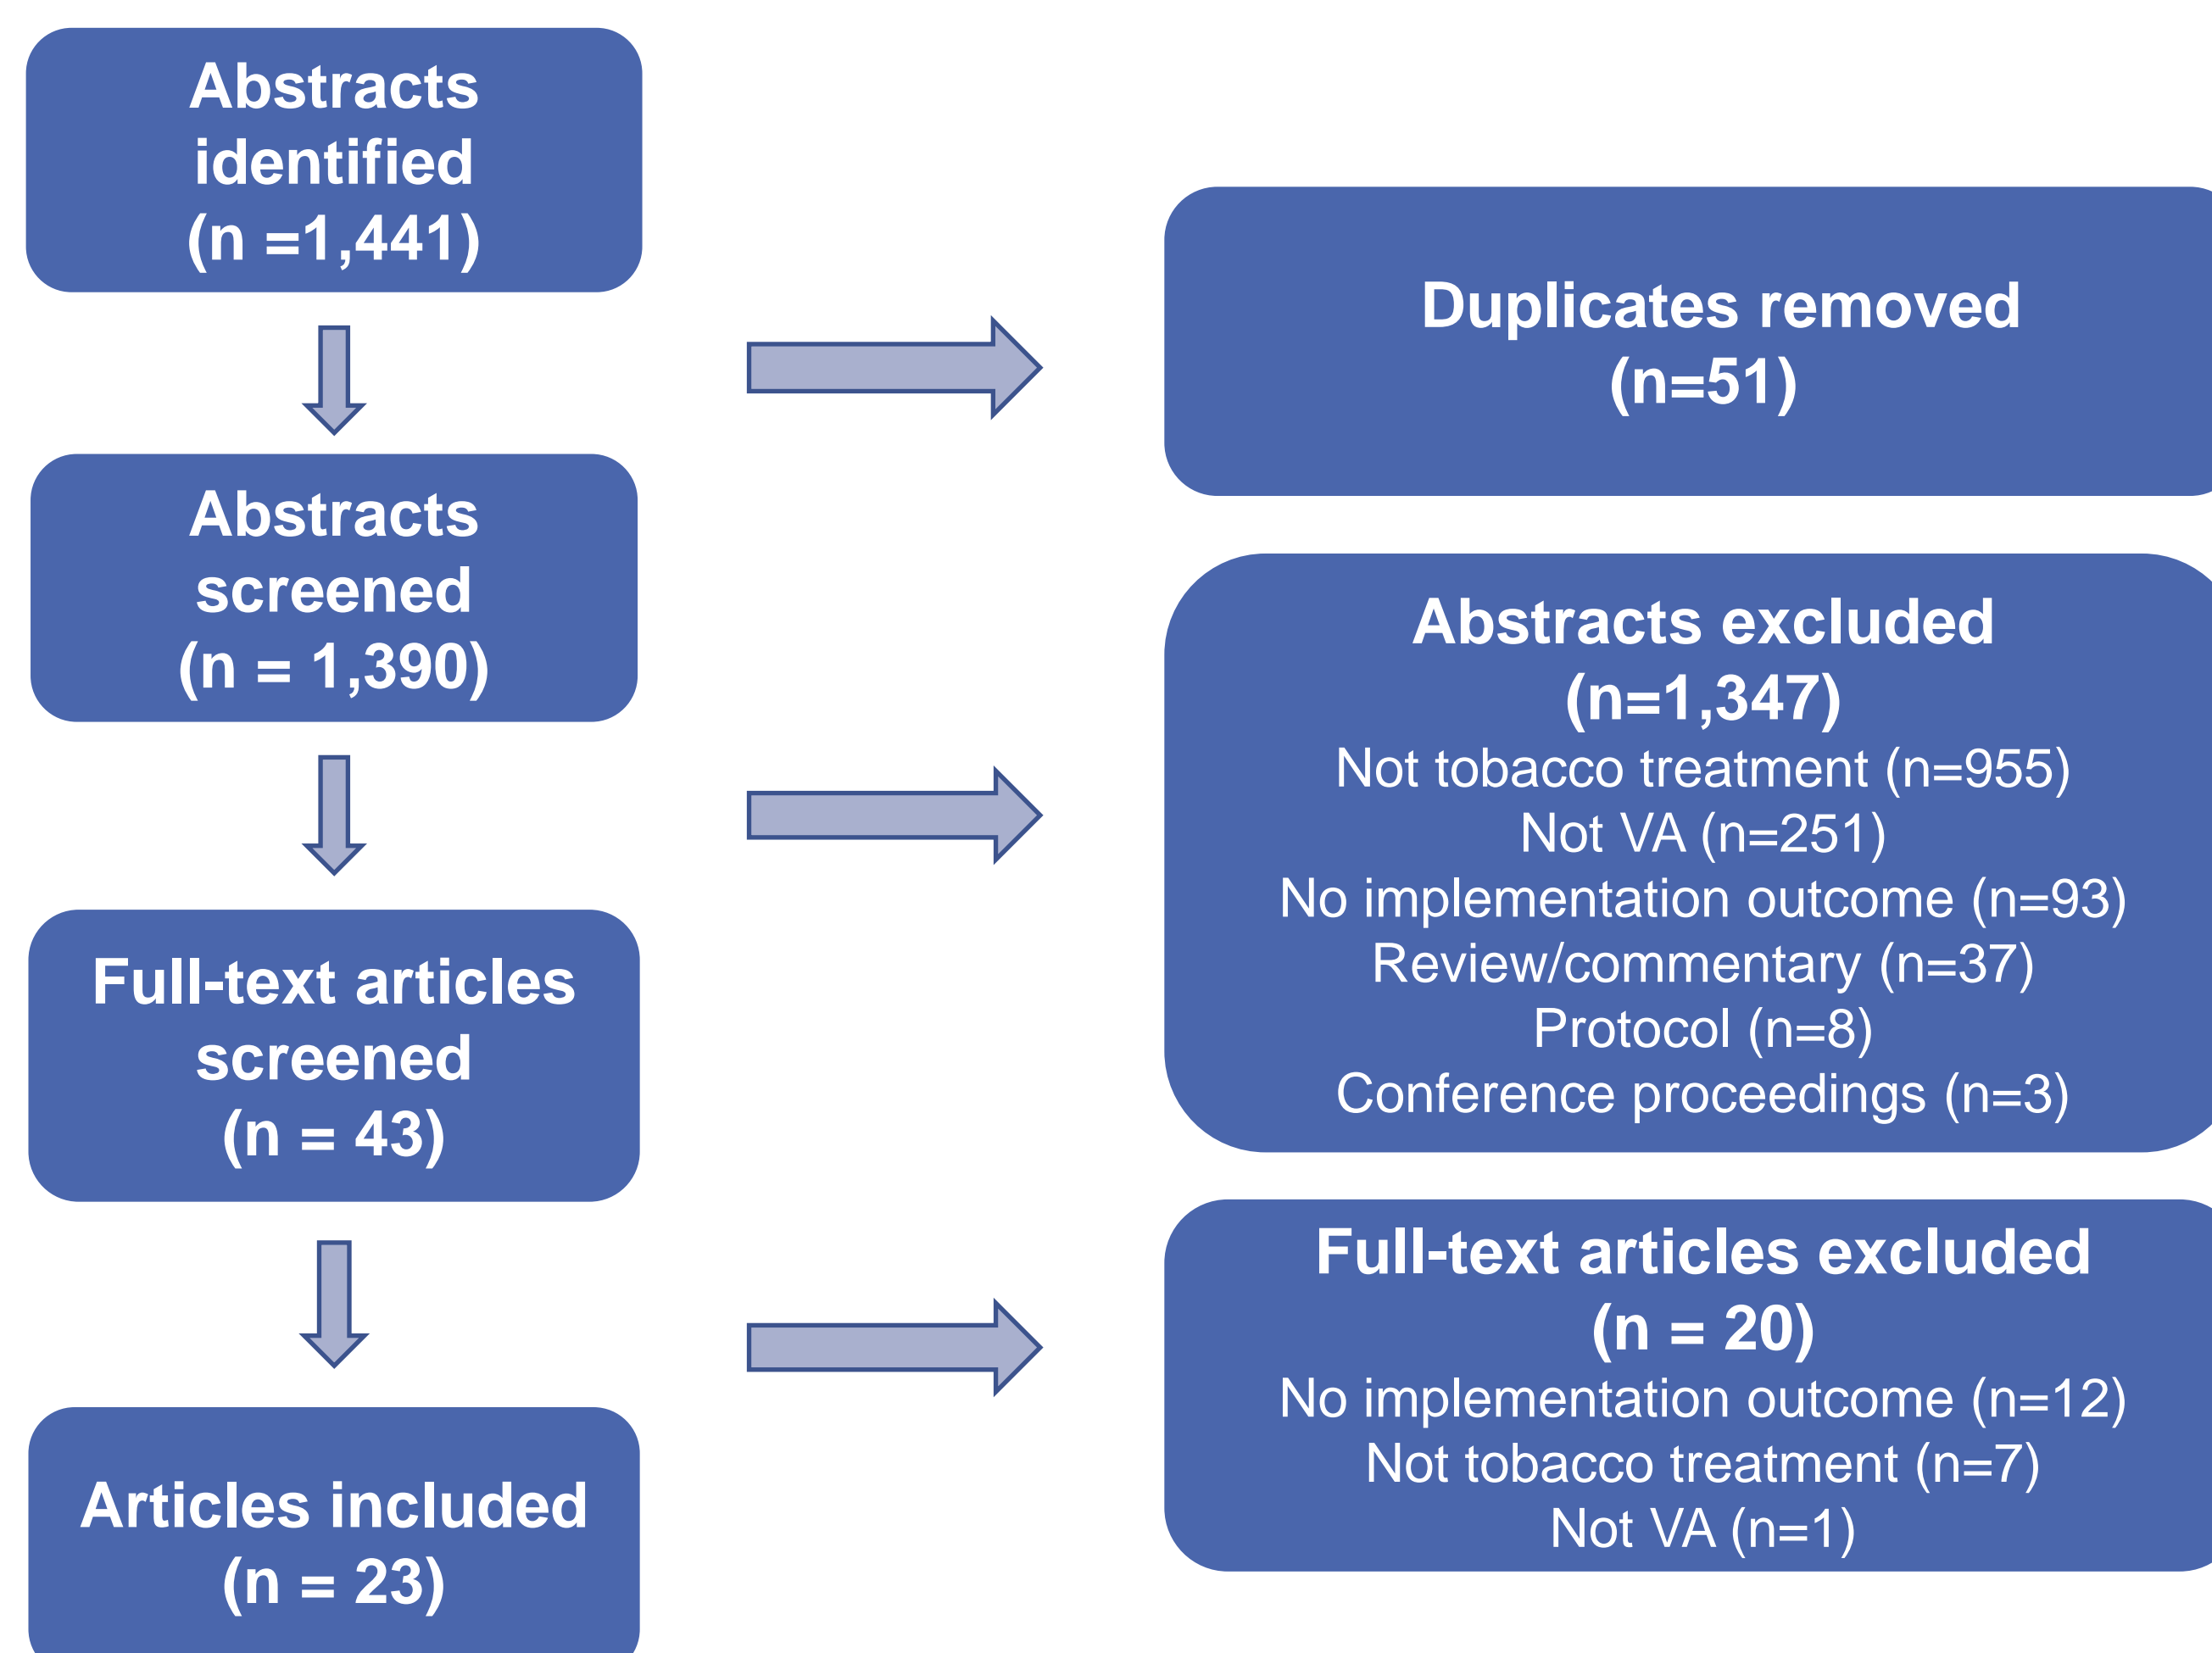 Abstracts
identified
(n =1,441)
Duplicates removed
(n=51)
Abstracts
screened
(n = 1,390)
Abstracts excluded
(n=1,347)
Not tobacco treatment (n=955)
Not VA (n=251)
No implementation outcome (n=93)
Review/commentary (n=37)
Protocol (n=8)
Conference proceedings (n=3)
Full-text articles
screened
(n = 43)
Full-text articles excluded
(n = 20)
No implementation outcome (n=12)
Not tobacco treatment (n=7)
Not VA (n=1)
Articles included
(n = 23)